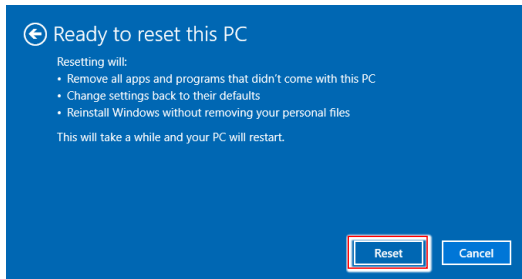 Ready to reset this PC
Resetting will:
• Remove all apps and programs that didn't come with this PC
• Change settings back to their defaults
• Reinstall Windows without removing your personal files
This will take a while and your PC will restart.
Reset Cancel